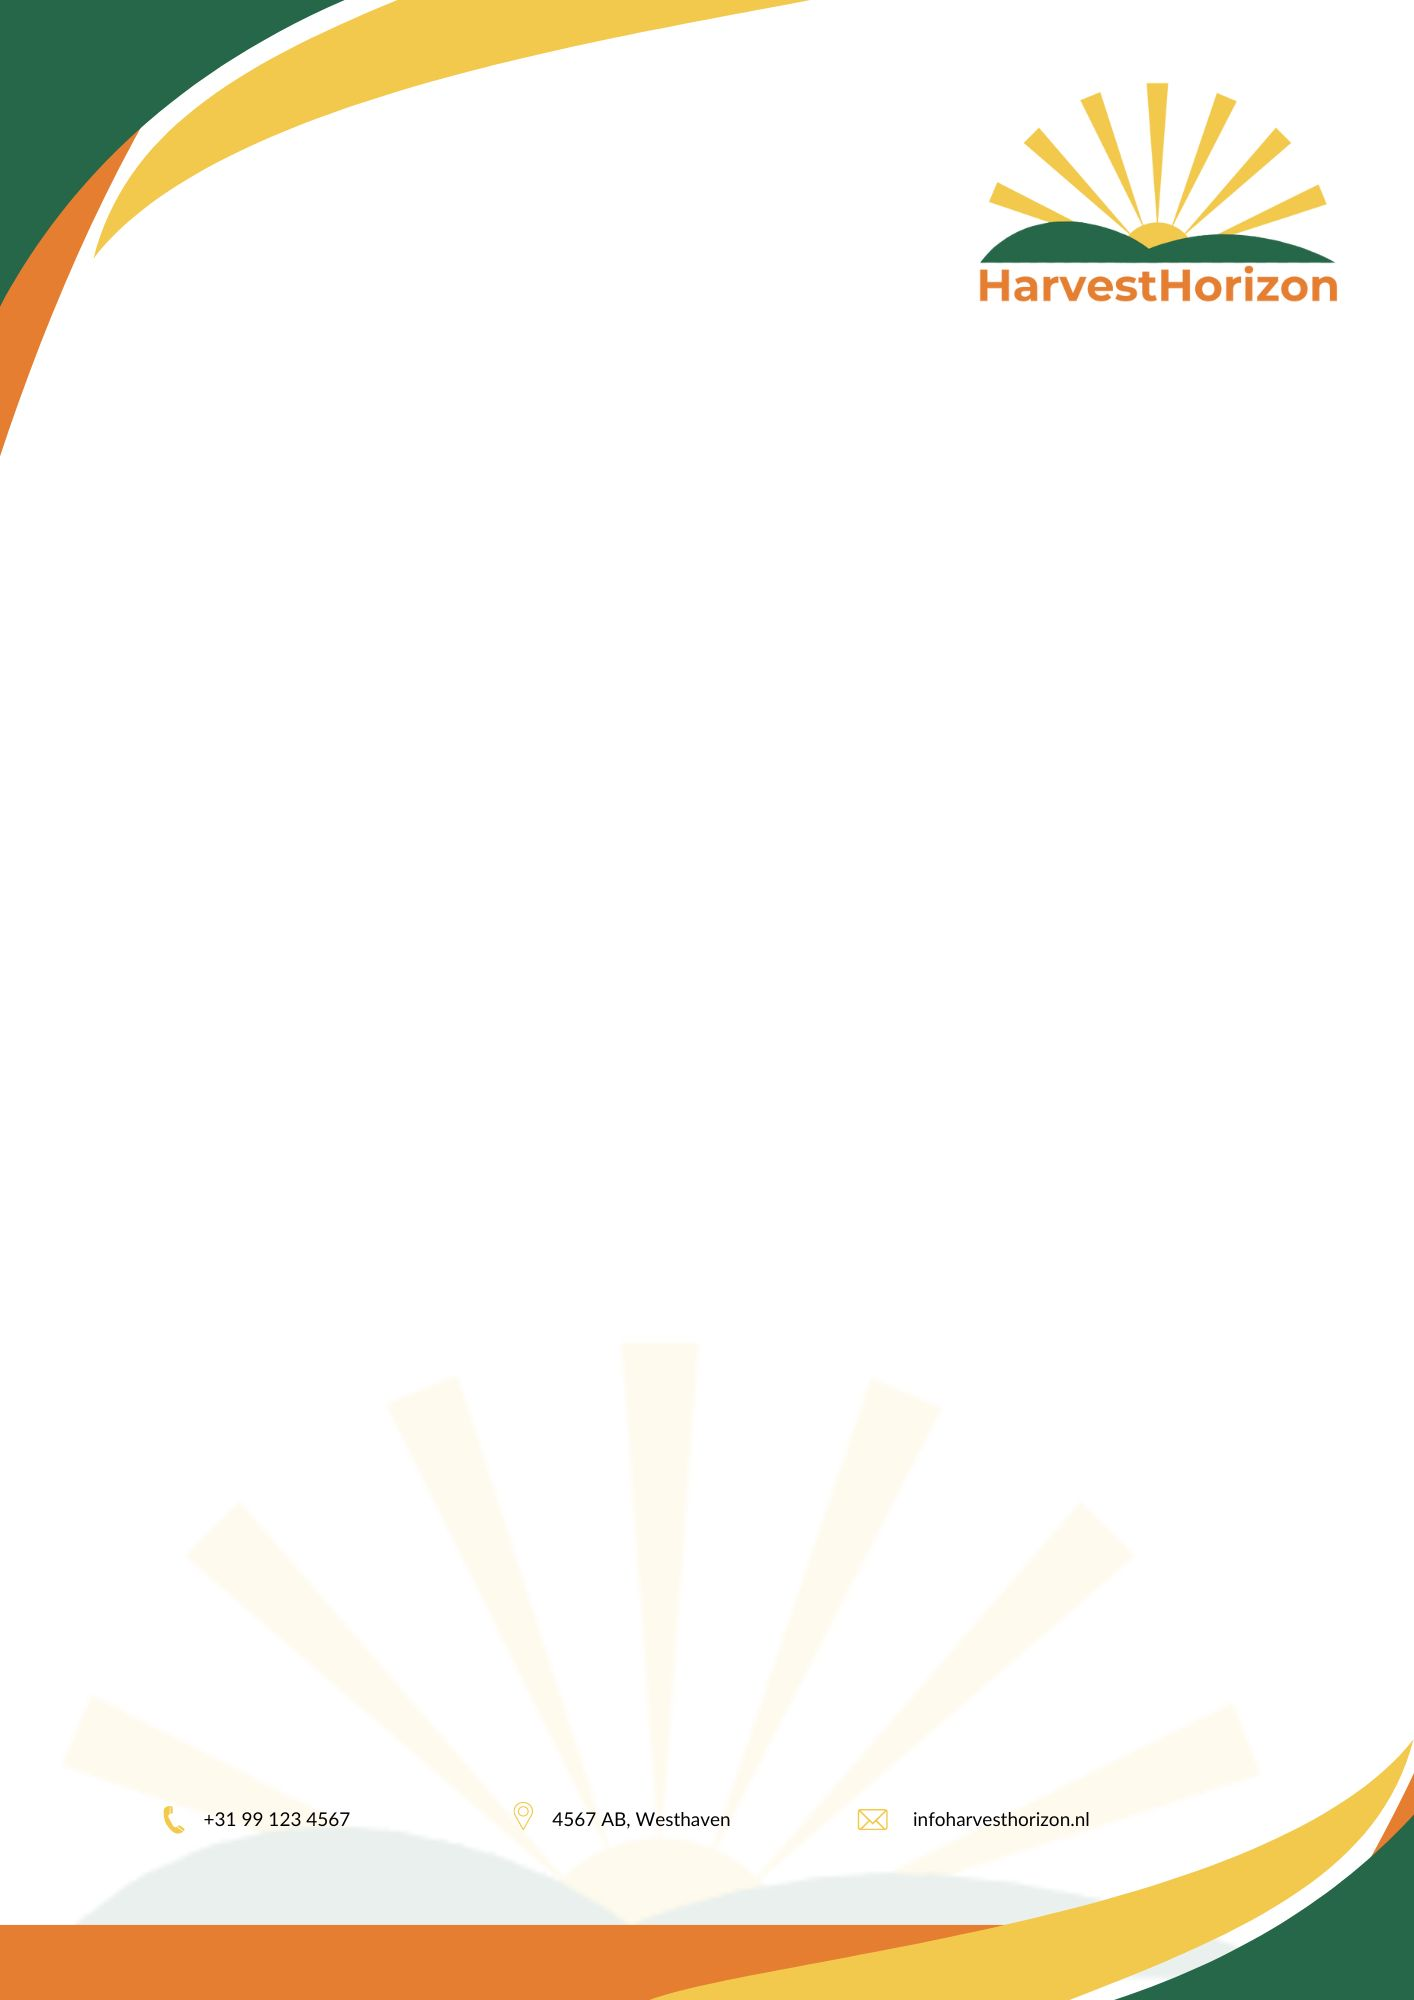 HarvestHorizon
+31 99 123 4567
4567 AB, Westhaven
infoharvesthorizon.nl